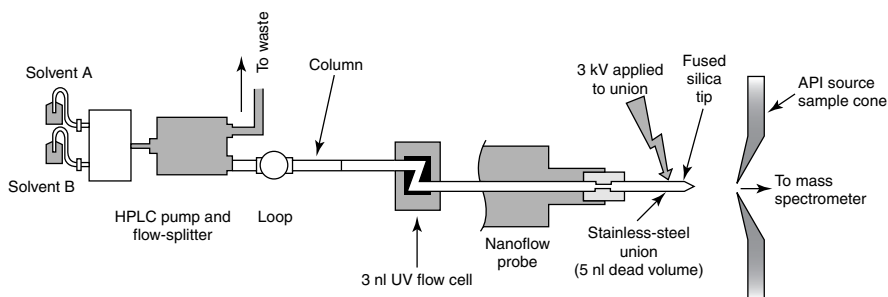 Solvent A
Solvent B
To waste
Column
HPLC pump and
flow-splitter
Loop
3 nl UV flow cell
Nanoflow
probe
3 kV applied
to union
Fused
silica
tip
Stainless-steel
union
(5 nl dead volume)
API source
sample cone
To mass
spectrometer